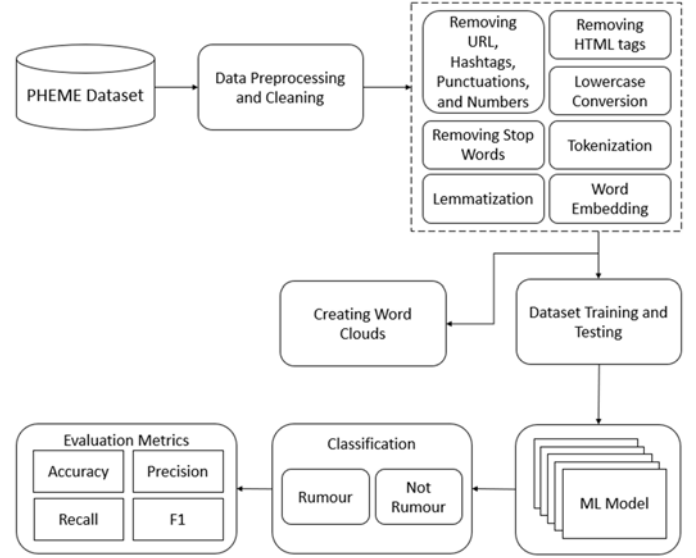 PHEME Dataset
Data Preprocessing
and Cleaning
Removing
URL,
Hashtags,
Punctuations,
and Numbers
Removing
HTML tags
Lowercase
Conversion
Removing Stop
Words
Tokenization
Lemmatization
Word
Embedding
Creating Word
Clouds
Dataset Training and
Testing
Evaluation Metrics
Accuracy
Precision
Recall
F1
Classification
Rumour
Not
Rumour
ML Model